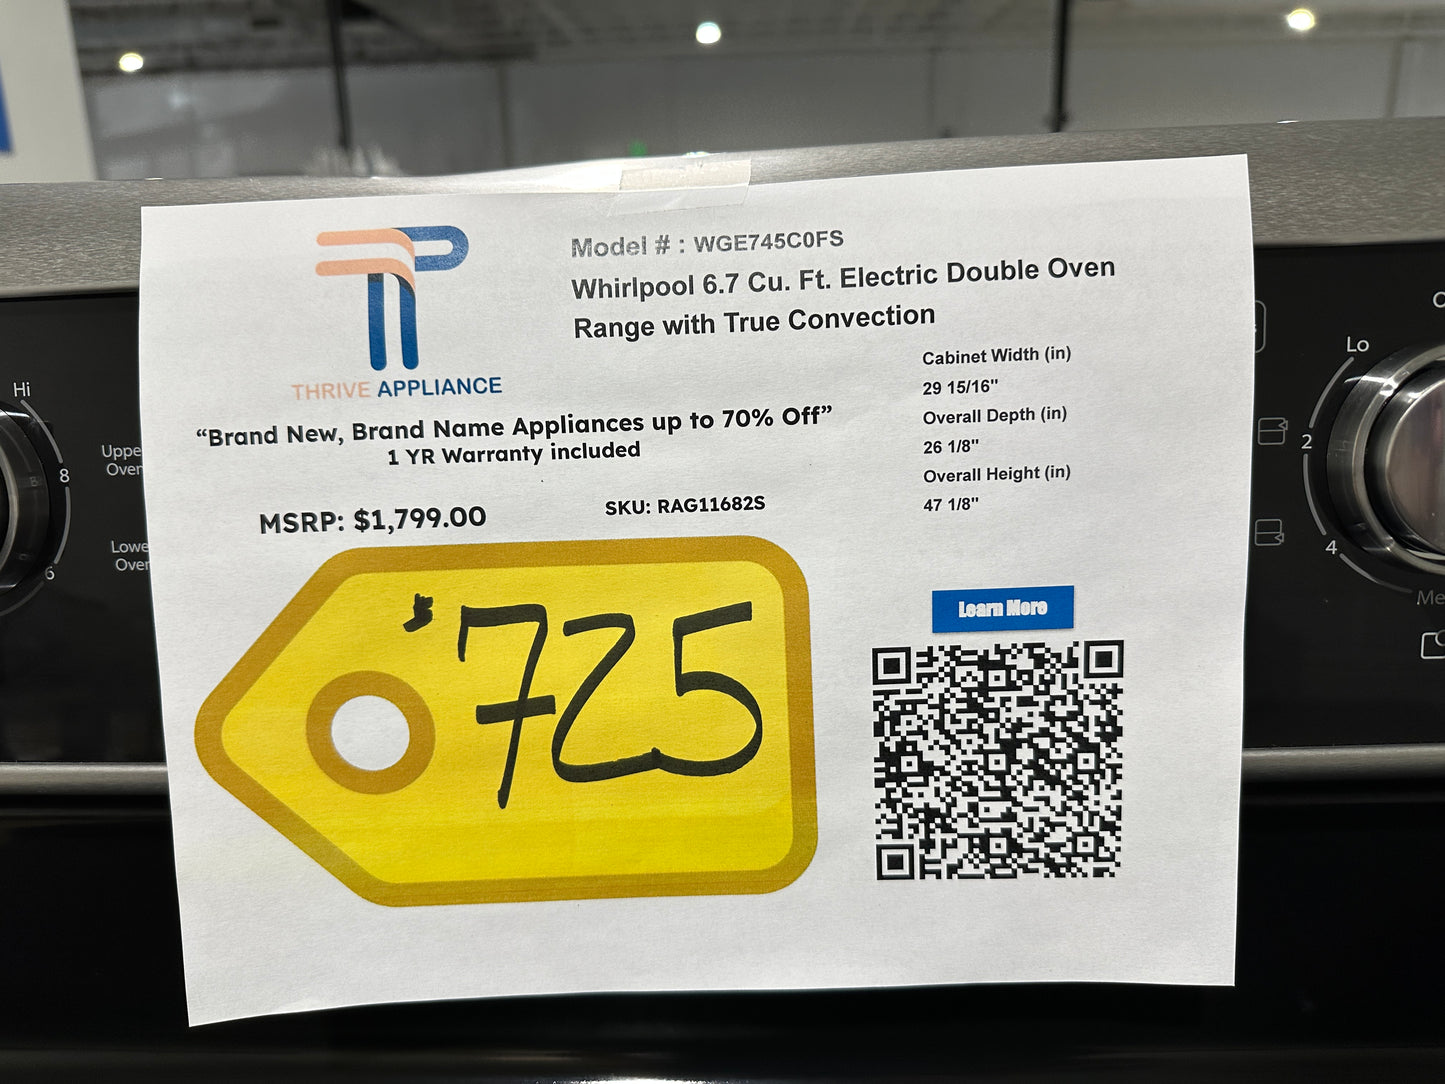 Model # : WGE745C0FS
Whirlpool 6.7 Cu. Ft. Electric Double Oven
Range with True Convection
THRIVE APPLIANCE
“Brand New, Brand Name Appliances up to 70% Off”
1 YR Warranty included
MSRP: $1,799.00
SKU: RAG11682S
Cabinet Width (in)
29 15/16"
Overall Depth (in)
26 1/8"
Overall Height (in)
47 1/8"
$725
Learn More
Hi
8
6
Lo
2
4